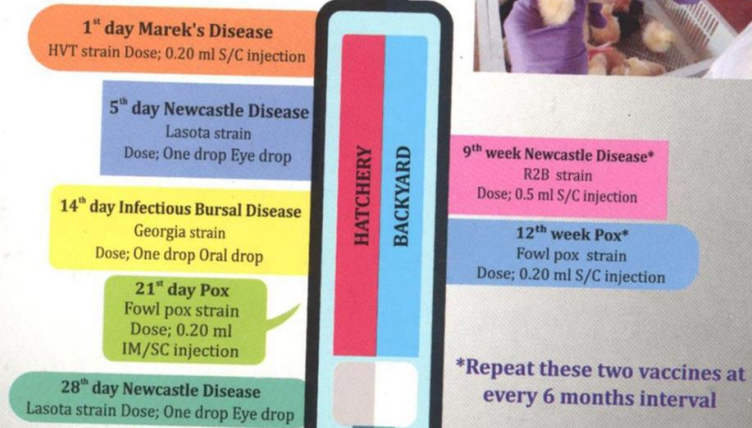 1st day Marek's Disease
HVT strain Dose; 0.20 ml S/C injection
5th day Newcastle Disease
Lasota strain
Dose; One drop Eye drop
14th day Infectious Bursal Disease
Georgia strain
Dose; One drop Oral drop
21st day Pox
Fowl pox strain
Dose; 0.20 ml
IM/SC injection
28th day Newcastle Disease
Lasota strain Dose; One drop Eye drop
HATCHERY
BACKYARD
9th week Newcastle Disease*
R2B strain
Dose; 0.5 ml S/C injection
12th week Pox*
Fowl pox strain
Dose; 0.20 ml S/C injection
*Repeat these two vaccines at
every 6 months interval